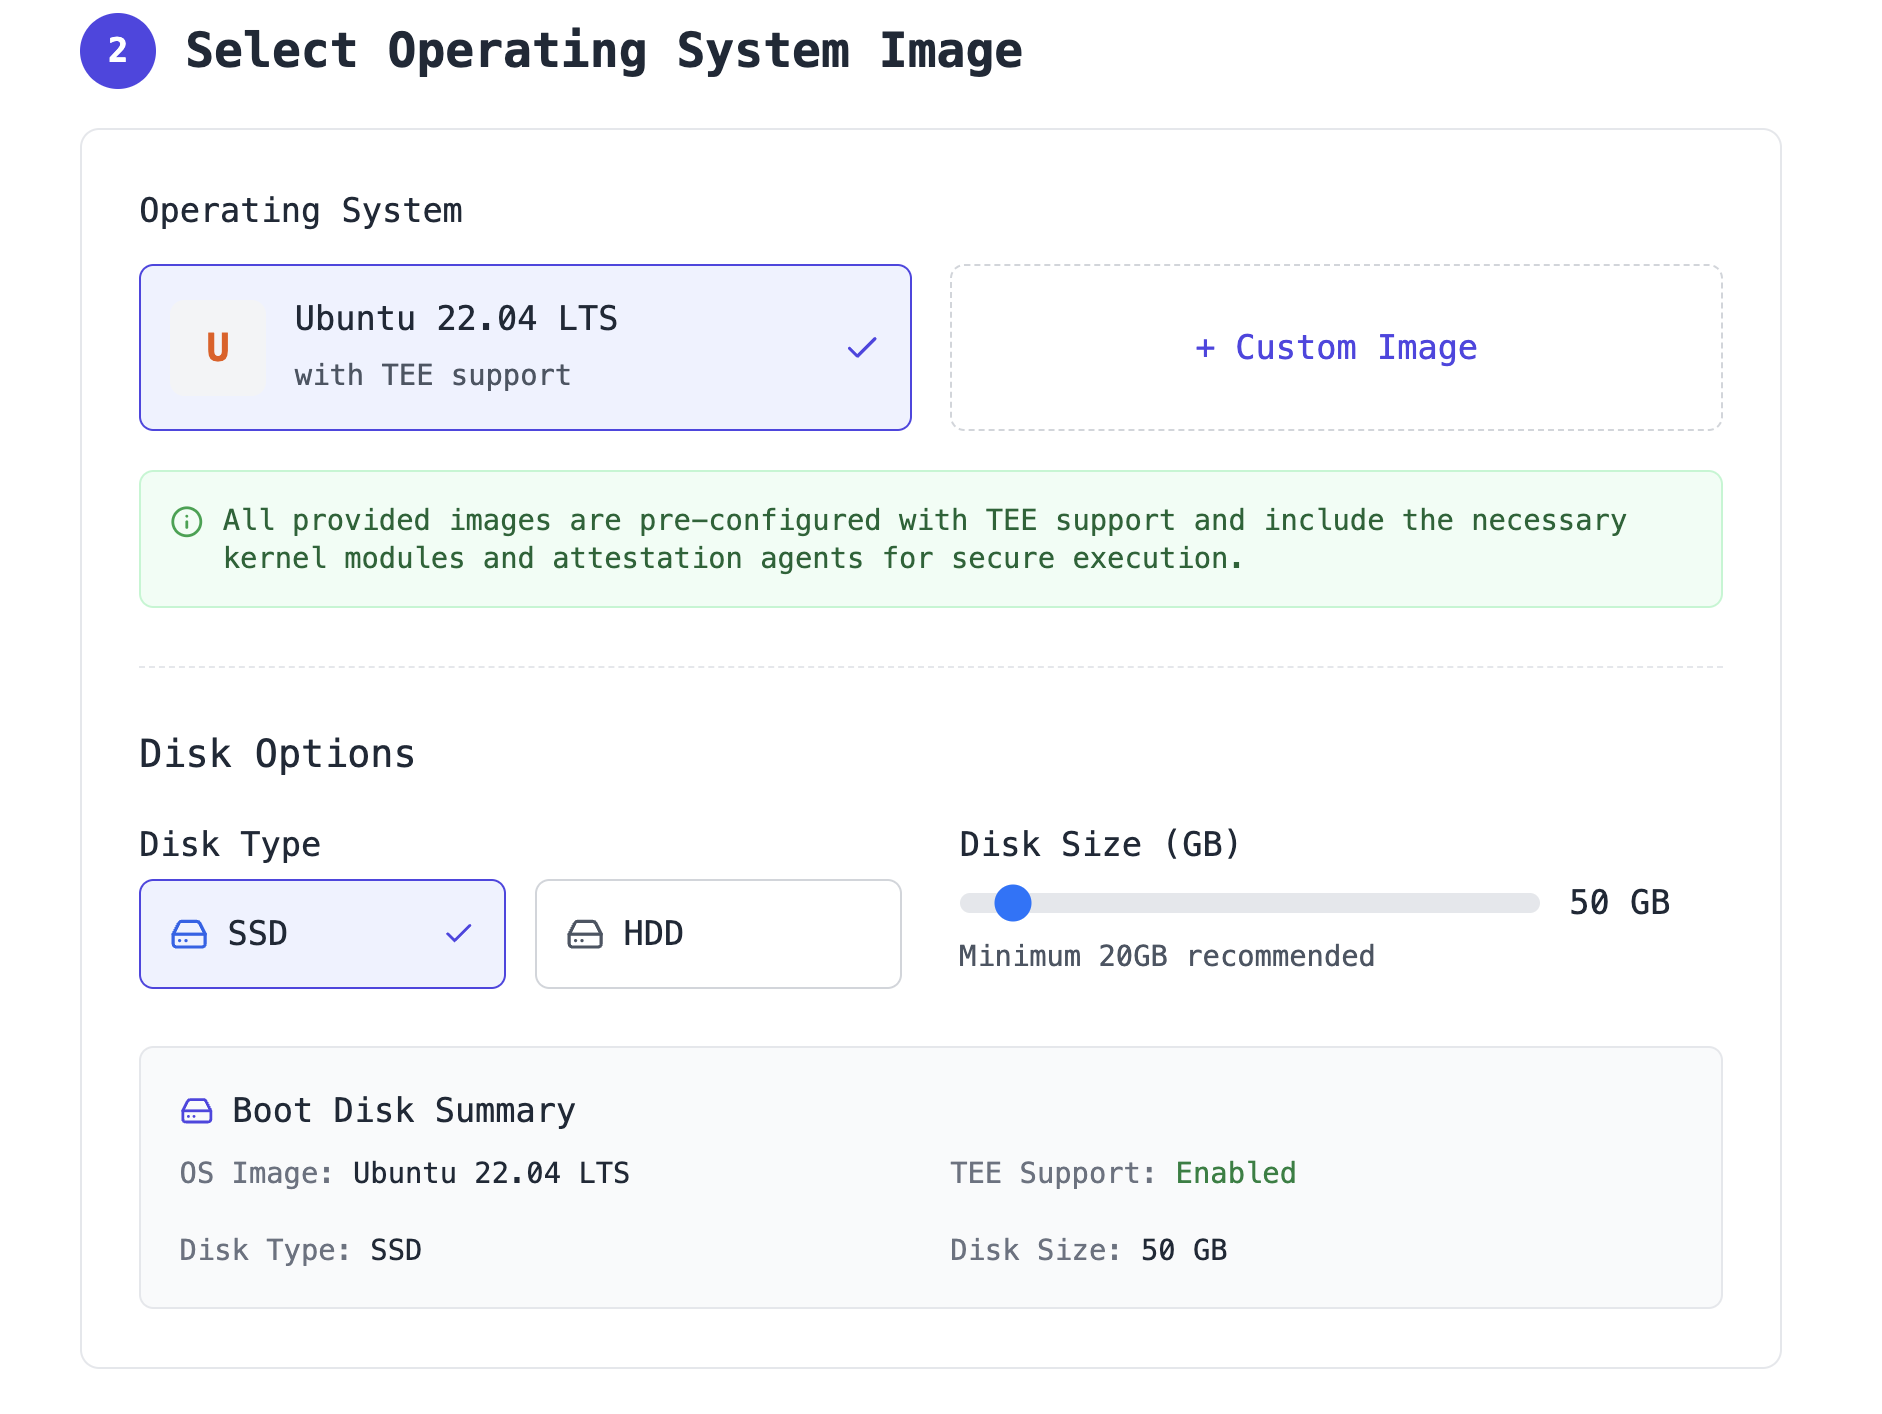 2
Select Operating System Image
Operating System
U
Ubuntu 22.04 LTS
with TEE support
+ Custom Image
All provided images are pre-configured with TEE support and include the necessary
kernel modules and attestation agents for secure execution.
Disk Options
Disk Type
SSD
HDD
Disk Size (GB)
50 GB
Minimum 20GB recommended
Boot Disk Summary
OS Image: Ubuntu 22.04 LTS
TEE Support: Enabled
Disk Type: SSD
Disk Size: 50 GB